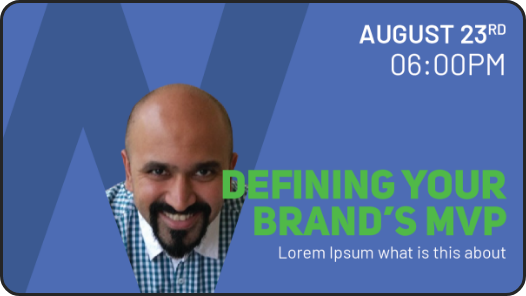 AUGUST 23RD
06:00PM
DEFINING YOUR
BRAND'S MVP
Lorem Ipsum what is this about